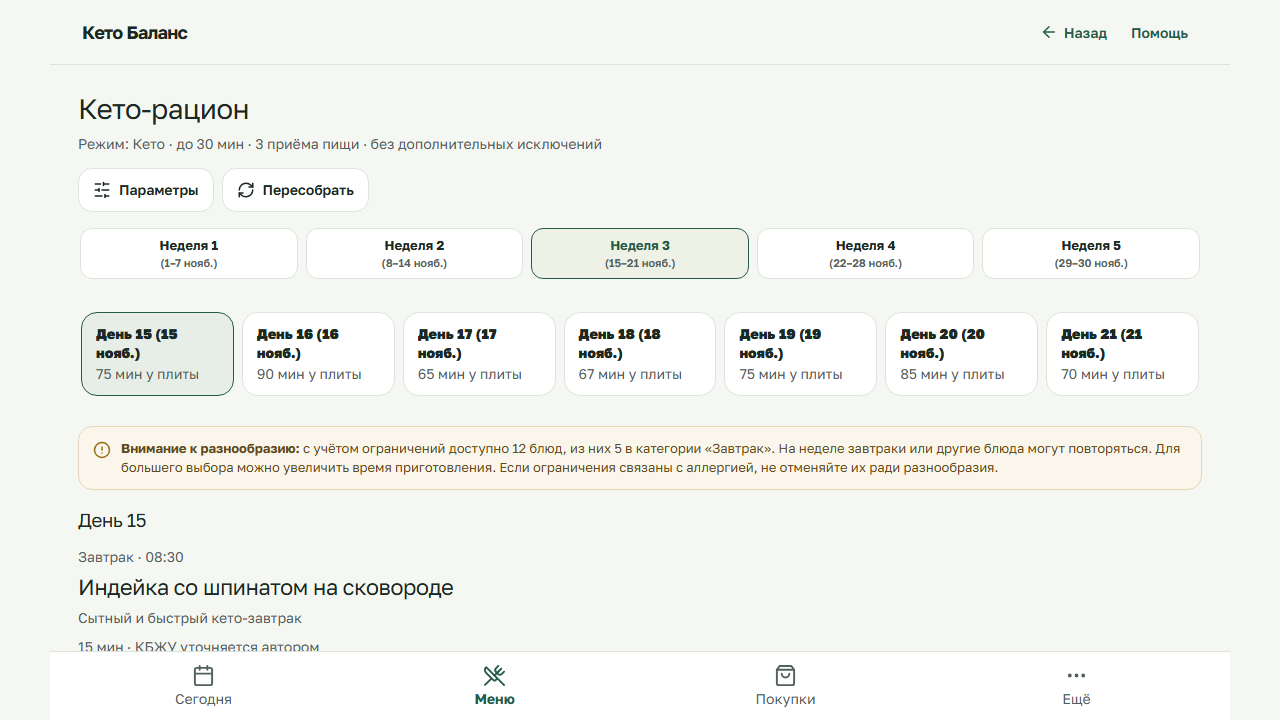 Кето Баланс
Назад
Помощь
Кето-рацион
Режим: Кето · до 30 мин · 3 приёма пищи · без дополнительных исключений
Параметры
Пересобрать
Неделя 1
(1–7 нояб.)
Неделя 2
(8–14 нояб.)
Неделя 3
(15–21 нояб.)
Неделя 4
(22–28 нояб.)
Неделя 5
(29–30 нояб.)
День 15 (15
нояб.)
75 мин у плиты
День 16 (16
нояб.)
90 мин у плиты
День 17 (17
нояб.)
65 мин у плиты
День 18 (18
нояб.)
67 мин у плиты
День 19 (19
нояб.)
75 мин у плиты
День 20 (20
нояб.)
85 мин у плиты
День 21 (21
нояб.)
70 мин у плиты
Внимание к разнообразию: с учётом ограничений доступно 12 блюд, из них 5 в категории «Завтрак». На неделе завтраки или другие блюда могут повторяться. Для
большего выбора можно увеличить время приготовления. Если ограничения связаны с аллергией, не отменяйте их ради разнообразия.
День 15
Завтрак · 08:30
Индейка со шпинатом на сковороде
Сытный и быстрый кето-завтрак
15 мин · КБЖУ уточняется автором
Сегодня
Меню
Покупки
Ещё